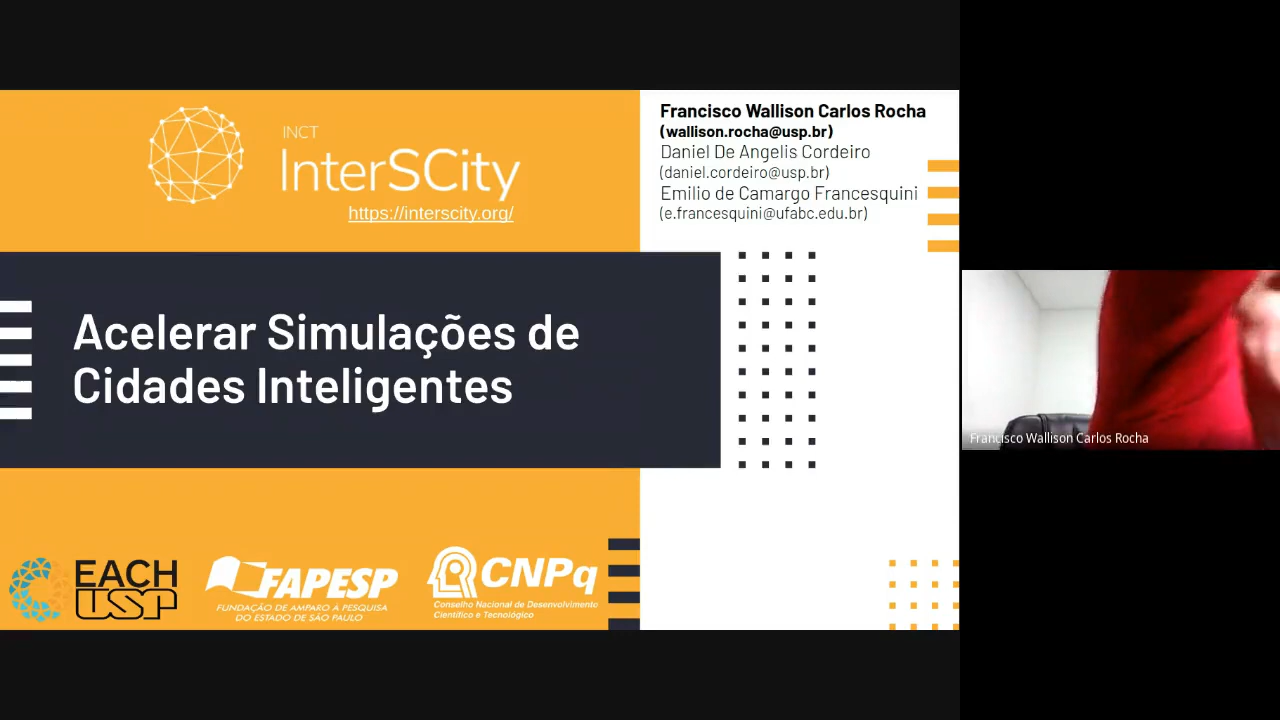 INCT
InterSCity
https://interscity.org/
Francisco Wallison Carlos Rocha
(wallison.rocha@usp.br)
Daniel De Angelis Cordeiro
(daniel.cordeiro@usp.br)
Emilio de Camargo Francesquini
(e.francesquini@ufabc.edu.br)
Acelerar Simulações de
Cidades Inteligentes
EACH
USP
FAPESP
FUNDAÇÃO DE AMPARO À PESQUISA
DO ESTADO DE SÃO PAULO
CNPq
Conselho Nacional de Desenvolvimento
Científico e Tecnológico
Francisco Wallison Carlos Rocha